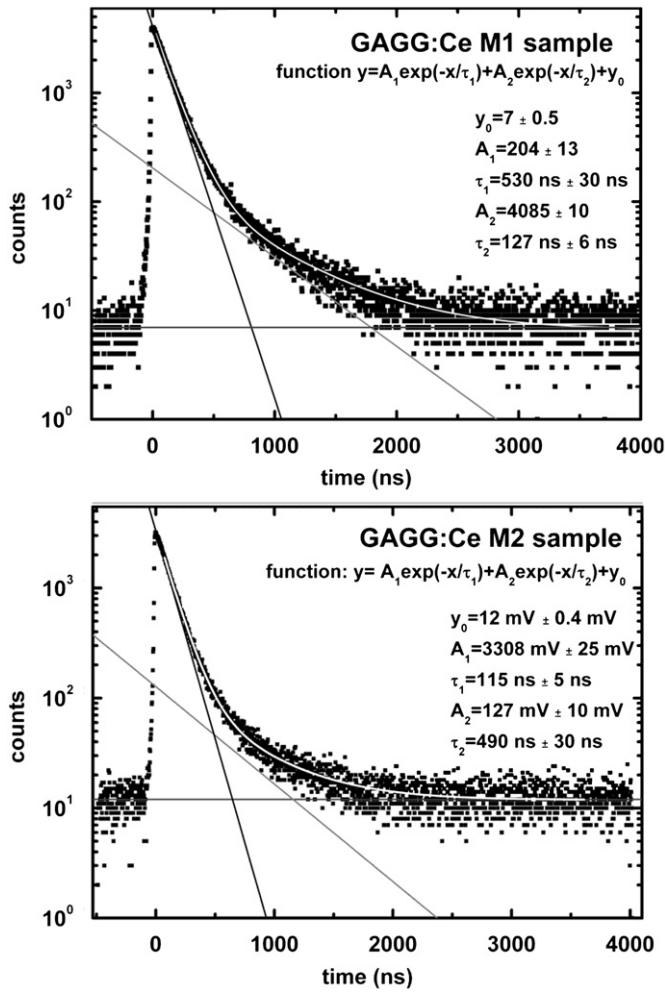 GAGG:Ce M1 sample
function y=A₁exp(-x/τ₁)+A₂exp(-x/τ₂)+y₀
y₀=7 ± 0.5
A₁=204 ± 13
τ₁=530 ns ± 30 ns
A₂=4085 ± 10
τ₂=127 ns ± 6 ns
counts
10³
10²
10¹
10⁰
0 1000 2000 3000 4000
time (ns)
GAGG:Ce M2 sample
function: y= A₁exp(-x/τ₁)+A₂exp(-x/τ₂)+y₀
y₀=12 mV ± 0.4 mV
A₁=3308 mV ± 25 mV
τ₁=115 ns ± 5 ns
A₂=127 mV ± 10 mV
τ₂=490 ns ± 30 ns
counts
10³
10²
10¹
10⁰
0 1000 2000 3000 4000
time (ns)